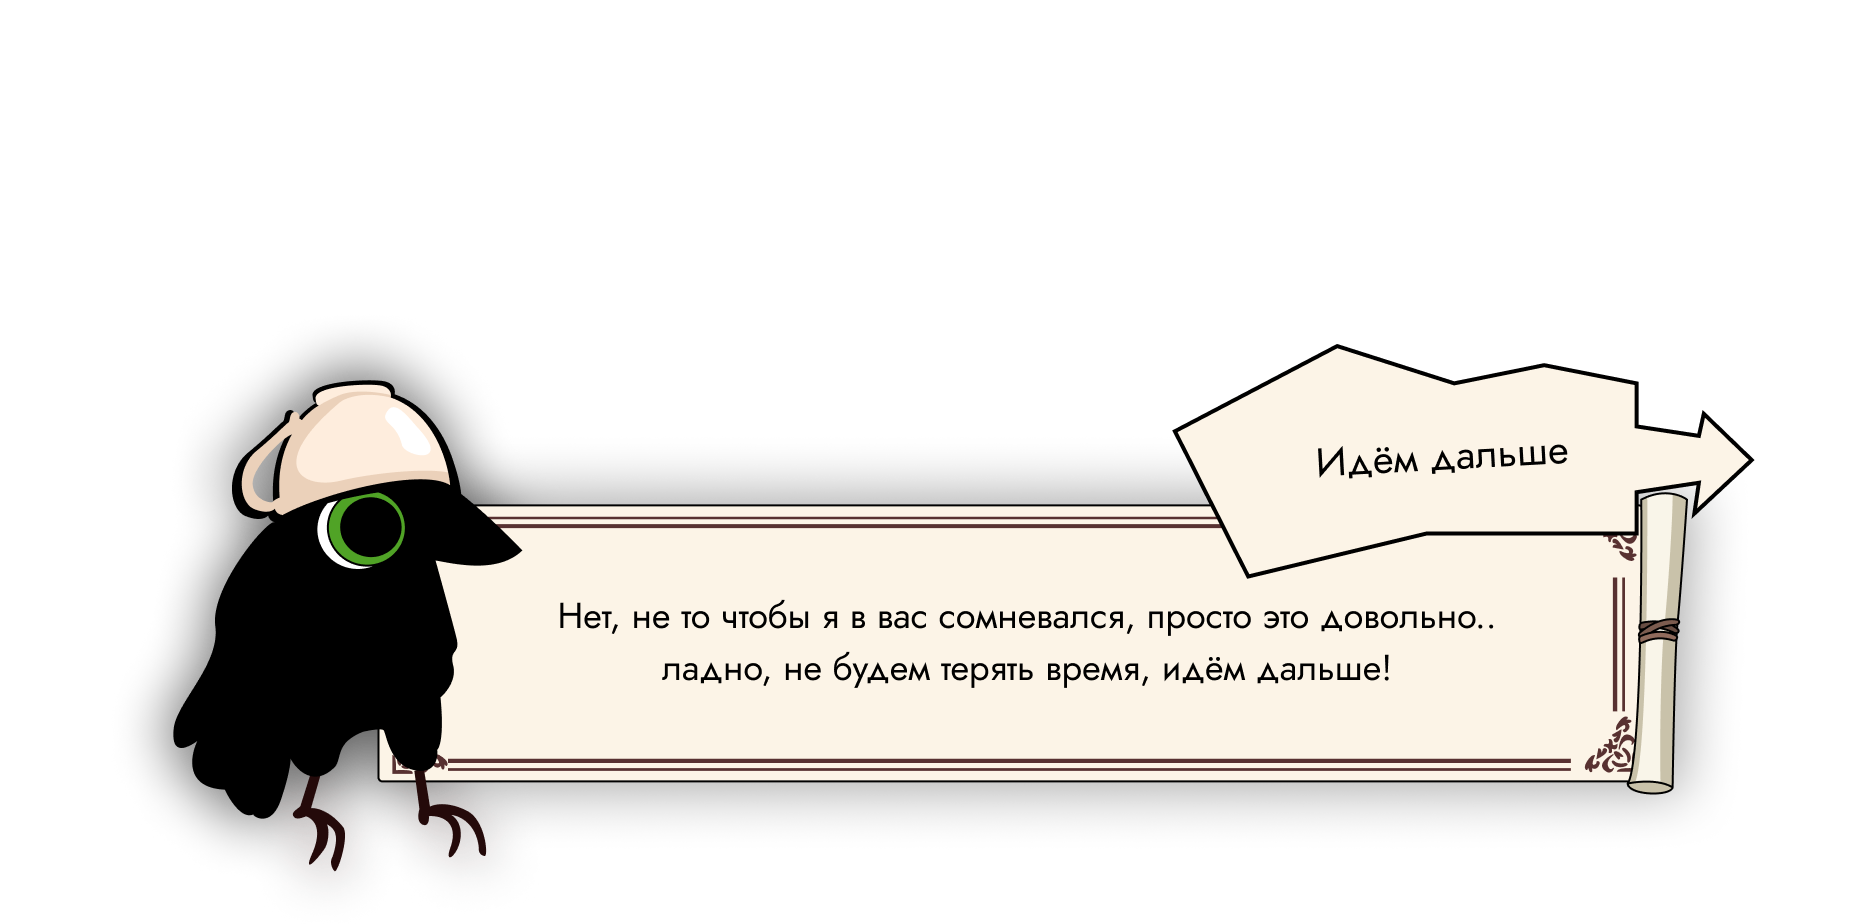 Идём дальше
Нет, не то чтобы я в вас сомневался, просто это довольно..
ладно, не будем терять время, идём дальше!